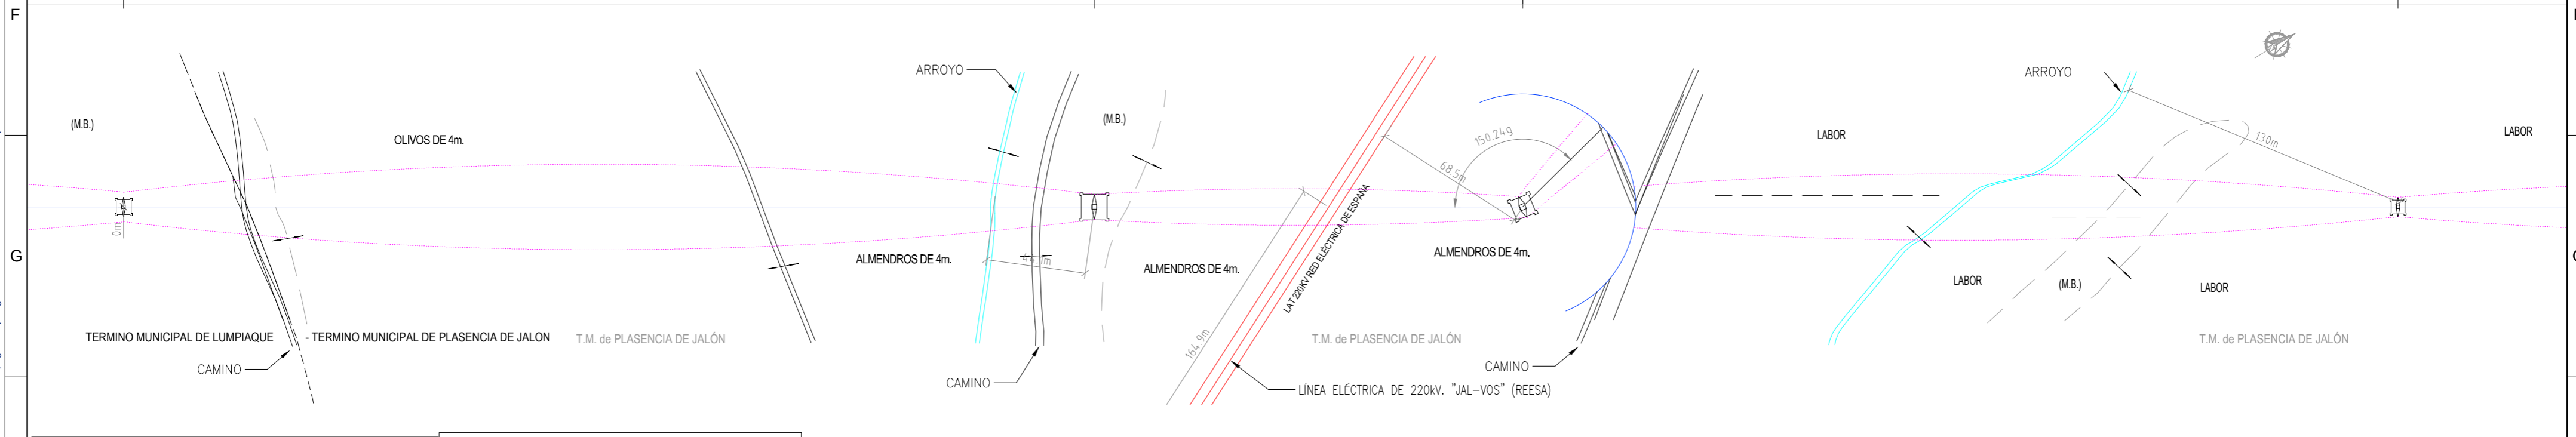 F
ARROYO
ARROYO
(M.B.)
OLIVOS DE 4m.
(M.B.)
150.24g
LABOR
130m
LABOR
68.5m
0m
LAT 220KV RED ELÉCTRICA DE ESPAÑA
G
ALMENDROS DE 4m.
ALMENDROS DE 4m.
ALMENDROS DE 4m.
LABOR
(M.B.)
LABOR
TERMINO MUNICIPAL DE LUMPIAQUE - TERMINO MUNICIPAL DE PLASENCIA DE JALON
T.M. de PLASENCIA DE JALÓN
164.9m
T.M. de PLASENCIA DE JALÓN
T.M. de PLASENCIA DE JALÓN
CAMINO
CAMINO
CAMINO
LÍNEA ELÉCTRICA DE 220kV. "JAL-VOS" (REESA)